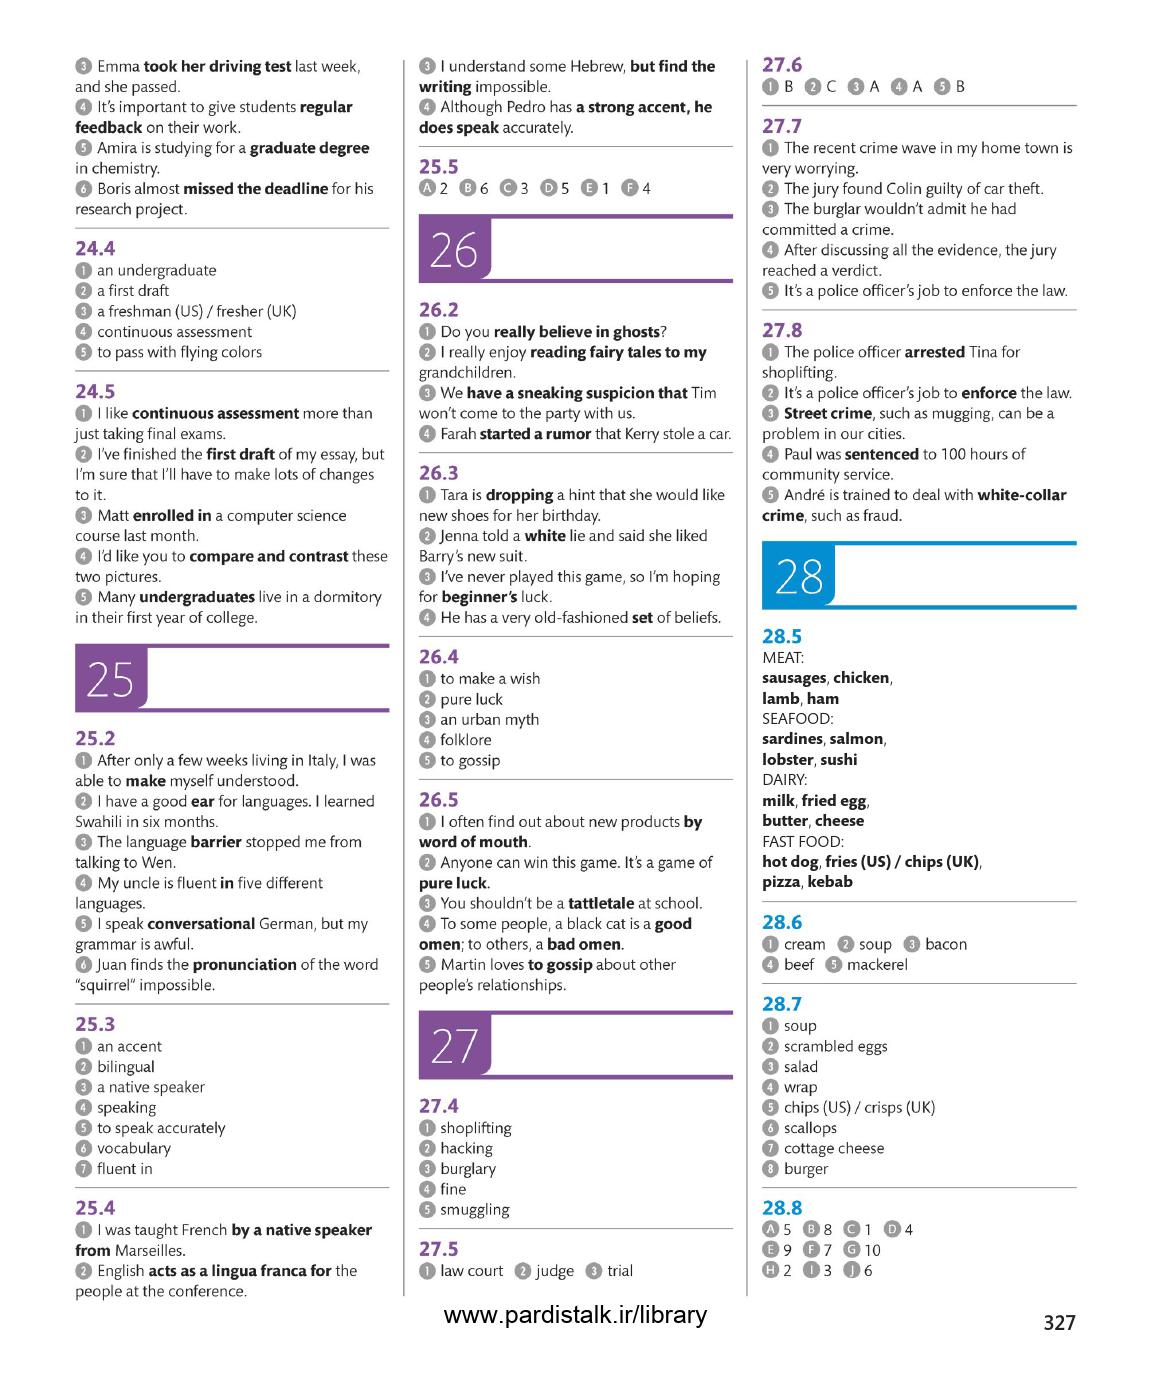 3 Emma took her driving test last week,
and she passed.
4 It's important to give students regular
feedback on their work.
5 Amira is studying for a graduate degree
in chemistry.
6 Boris almost missed the deadline for his
research project.
24.4
1 an undergraduate
2 a first draft
3 a freshman (US) / fresher (UK)
4 continuous assessment
5 to pass with flying colors
24.5
1 I like continuous assessment more than
just taking final exams.
2 I've finished the first draft of my essay, but
I'm sure that I'll have to make lots of changes
to it.
3 Matt enrolled in a computer science
course last month.
4 I'd like you to compare and contrast these
two pictures.
5 Many undergraduates live in a dormitory
in their first year of college.
25
25.2
1 After only a few weeks living in Italy, I was
able to make myself understood.
2 I have a good ear for languages. I learned
Swahili in six months.
3 The language barrier stopped me from
talking to Wen.
4 My uncle is fluent in five different
languages.
5 I speak conversational German, but my
grammar is awful.
6 Juan finds the pronunciation of the word
"squirrel" impossible.
25.3
1 an accent
2 bilingual
3 a native speaker
4 speaking
5 to speak accurately
6 vocabulary
7 fluent in
25.4
1 I was taught French by a native speaker
from Marseilles.
2 English acts as a lingua franca for the
people at the conference.
3 I understand some Hebrew, but find the
writing impossible.
4 Although Pedro has a strong accent, he
does speak accurately.
25.5
A 2 B 6 C 3 D 5 E 1 F 4
26
26.2
1 Do you really believe in ghosts?
2 I really enjoy reading fairy tales to my
grandchildren.
3 We have a sneaking suspicion that Tim
won't come to the party with us.
4 Farah started a rumor that Kerry stole a car.
26.3
1 Tara is dropping a hint that she would like
new shoes for her birthday.
2 Jenna told a white lie and said she liked
Barry's new suit.
3 I've never played this game, so I'm hoping
for beginner's luck.
4 He has a very old-fashioned set of beliefs.
26.4
1 to make a wish
2 pure luck
3 an urban myth
4 folklore
5 to gossip
26.5
1 I often find out about new products by
word of mouth.
2 Anyone can win this game. It's a game of
pure luck.
3 You shouldn't be a tattletale at school.
4 To some people, a black cat is a good
omen; to others, a bad omen.
5 Martin loves to gossip about other
people's relationships.
27
27.4
1 shoplifting
2 hacking
3 burglary
4 fine
5 smuggling
27.5
1 law court 2 judge 3 trial
27.6
1 B 2 C 3 A 4 A 5 B
27.7
1 The recent crime wave in my home town is
very worrying.
2 The jury found Colin guilty of car theft.
3 The burglar wouldn't admit he had
committed a crime.
4 After discussing all the evidence, the jury
reached a verdict.
5 It's a police officer's job to enforce the law.
27.8
1 The police officer arrested Tina for
shoplifting.
2 It's a police officer's job to enforce the law.
3 Street crime, such as mugging, can be a
problem in our cities.
4 Paul was sentenced to 100 hours of
community service.
5 André is trained to deal with white-collar
crime, such as fraud.
28
28.5
MEAT:
sausages, chicken,
lamb, ham
SEAFOOD:
sardines, salmon,
lobster, sushi
DAIRY:
milk, fried egg,
butter, cheese
FAST FOOD:
hot dog, fries (US) / chips (UK),
pizza, kebab
28.6
1 cream 2 soup 3 bacon
4 beef 5 mackerel
28.7
1 soup
2 scrambled eggs
3 salad
4 wrap
5 chips (US) / crisps (UK)
6 scallops
7 cottage cheese
8 burger
28.8
A 5 B 8 C 1 D 4
E 9 F 7 G 10
H 2 I 3 J 6
www.pardistalk.ir/library
327